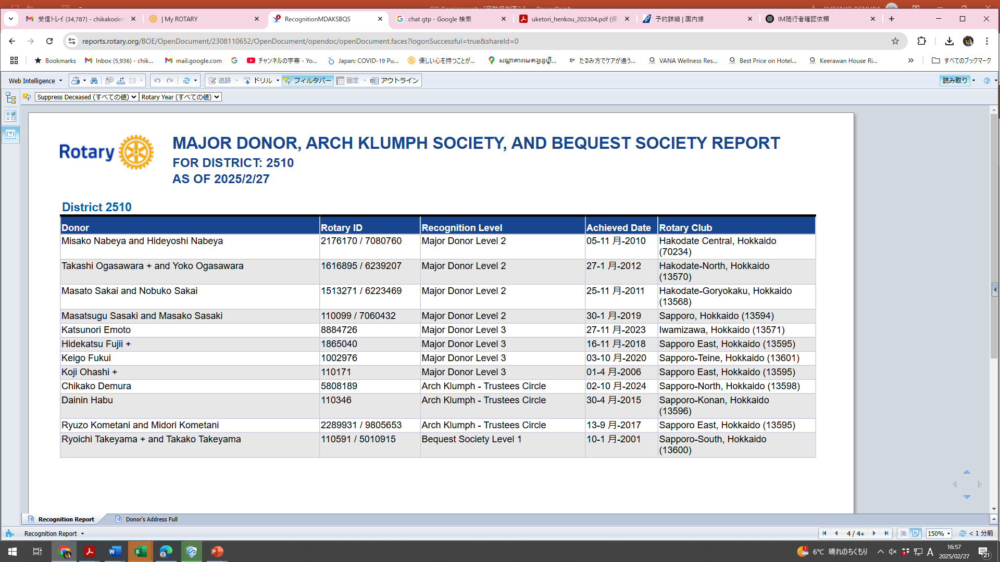 受信トレイ (34,787) - chikakoden
| My ROTARY
RecognitionMDAKSBQS
chat gtp - Google 検索
uketori_henkou_202304.pdf (保
予約詳細 | 国内線
IM随行者確認依頼
reports.rotary.org/BOE/OpenDocument/2308110652/OpenDocument/opendoc/openDocument.faces?logonSuccessful=true&shareId=0
Bookmarks
Inbox (5,936) - chik...
mail.google.com
チャンネルの字幕 - Yo...
Japan: COVID-19 Pu...
優しい心を持つことが...
たるみ方でケアが違う...
VANA Wellness Res...
Best Price on Hotel...
Keerawan House Ri...
»
すべてのブックマーク
Web Intelligence
追跡
ドリル
フィルタバー
固定
アウトライン
読み取り
Suppress Deceased (すべての値)
Rotary Year (すべての値)
Rotary
MAJOR DONOR, ARCH KLUMPH SOCIETY, AND BEQUEST SOCIETY REPORT
FOR DISTRICT: 2510
AS OF 2025/2/27
District 2510
Donor Rotary ID Recognition Level Achieved Date Rotary Club
Misako Nabeya and Hideyoshi Nabeya 2176170 / 7080760 Major Donor Level 2 05-11 月-2010 Hakodate Central, Hokkaido
(70234)
Takashi Ogasawara + and Yoko Ogasawara 1616895 / 6239207 Major Donor Level 2 27-1 月-2012 Hakodate-North, Hokkaido
(13570)
Masato Sakai and Nobuko Sakai 1513271 / 6223469 Major Donor Level 2 25-11 月-2011 Hakodate-Goryokaku, Hokkaido
(13568)
Masatsugu Sasaki and Masako Sasaki 110099 / 7060432 Major Donor Level 2 30-1 月-2019 Sapporo, Hokkaido (13594)
Katsunori Emoto 8884726 Major Donor Level 3 27-11 月-2023 Iwamizawa, Hokkaido (13571)
Hidekatsu Fujii + 1865040 Major Donor Level 3 16-11 月-2018 Sapporo East, Hokkaido (13595)
Keigo Fukui 1002976 Major Donor Level 3 03-10 月-2020 Sapporo-Teine, Hokkaido (13601)
Koji Ohashi + 110171 Major Donor Level 3 01-4 月-2006 Sapporo East, Hokkaido (13595)
Chikako Demura 5808189 Arch Klumph - Trustees Circle 02-10 月-2024 Sapporo-North, Hokkaido (13598)
Dainin Habu 110346 Arch Klumph - Trustees Circle 30-4 月-2015 Sapporo-Konan, Hokkaido
(13596)
Ryuzo Kometani and Midori Kometani 2289931 / 9805653 Arch Klumph - Trustees Circle 13-9 月-2017 Sapporo East, Hokkaido (13595)
Ryoichi Takeyama + and Takako Takeyama 110591 / 5010915 Bequest Society Level 1 10-1 月-2001 Sapporo-South, Hokkaido
(13600)
Recognition Report
Donor's Address Full
Recognition Report
4 / 4+
150%
< 1 分前
6°C 晴れのちくもり
A
16:57
2025/02/27
21